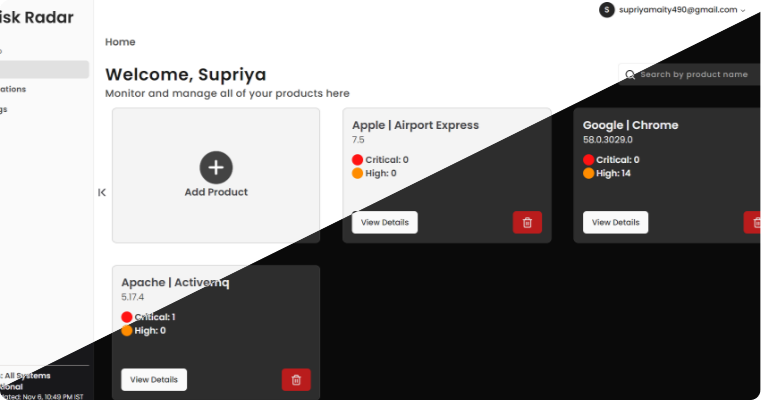 isk Radar
S supriyamaity490@gmail.com
Home
ations
gs
Welcome, Supriya
Monitor and manage all of your products here
Search by product name
Add Product
Apple | Airport Express
7.5
Critical: 0
High: 0
View Details
Google | Chrome
58.0.3029.0
Critical: 0
High: 14
View Details
Apache | Activemq
5.17.4
Critical: 1
High: 0
View Details
: All Systems
ional
ated: Nov 6, 10:49 PM IST